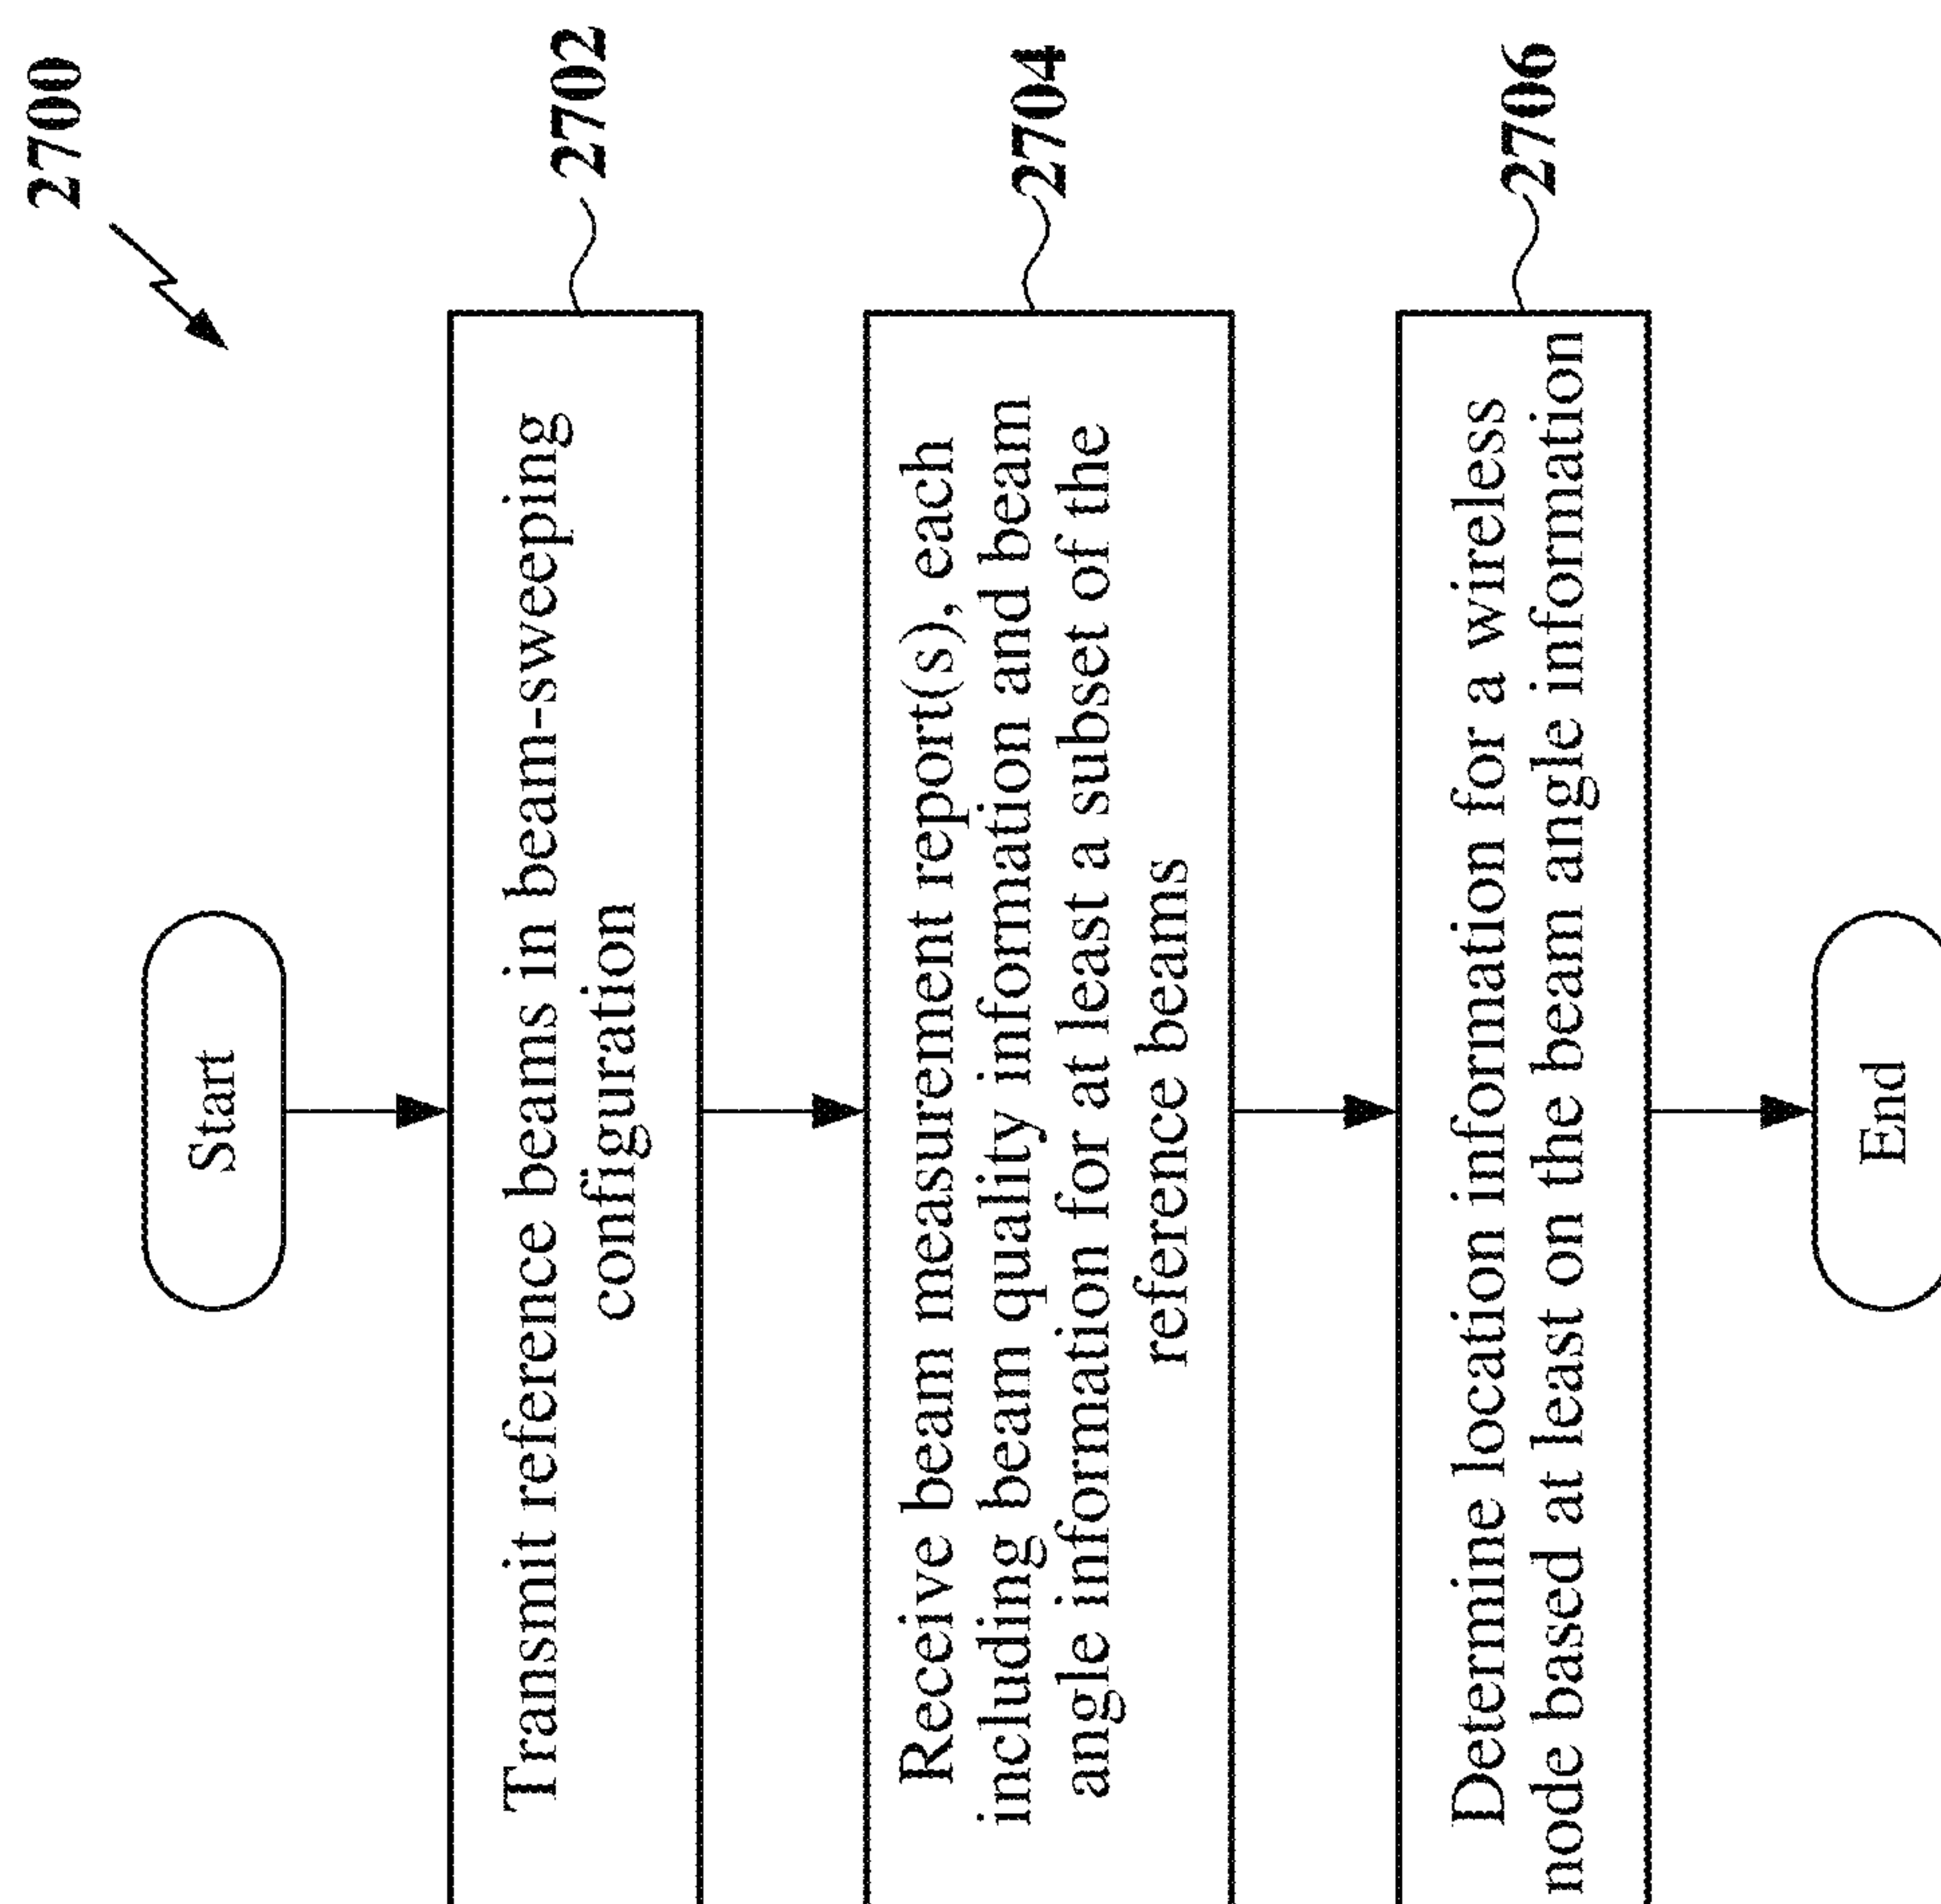 2700
Start
Transmit reference beams in beam-sweeping
configuration
2702
Receive beam measurement report(s), each
including beam quality information and beam
angle information for at least a subset of the
reference beams
2704
Determine location information for a wireless
node based at least on the beam angle information
2706
End